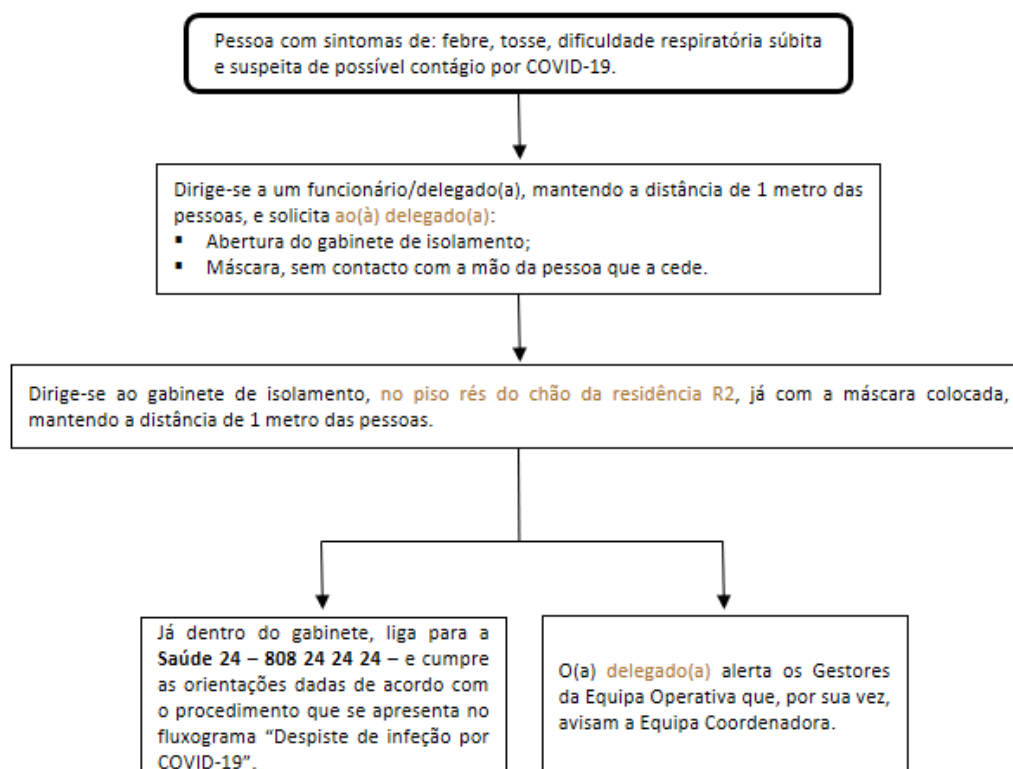 Pessoa com sintomas de: febre, tosse, dificuldade respiratória súbita
e suspeita de possível contágio por COVID-19.
Dirige-se a um funcionário/delegado(a), mantendo a distância de 1 metro das
pessoas, e solicita ao(à) delegado(a):
▪ Abertura do gabinete de isolamento;
▪ Máscara, sem contacto com a mão da pessoa que a cede.
Dirige-se ao gabinete de isolamento, no piso rés do chão da residência R2, já com a máscara colocada,
mantendo a distância de 1 metro das pessoas.
Já dentro do gabinete, liga para a
Saúde 24 – 808 24 24 24 – e cumpre
as orientações dadas de acordo com
o procedimento que se apresenta no
fluxograma “Despiste de infeção por
COVID-19”.
O(a) delegado(a) alerta os Gestores
da Equipa Operativa que, por sua vez,
avisam a Equipa Coordenadora.